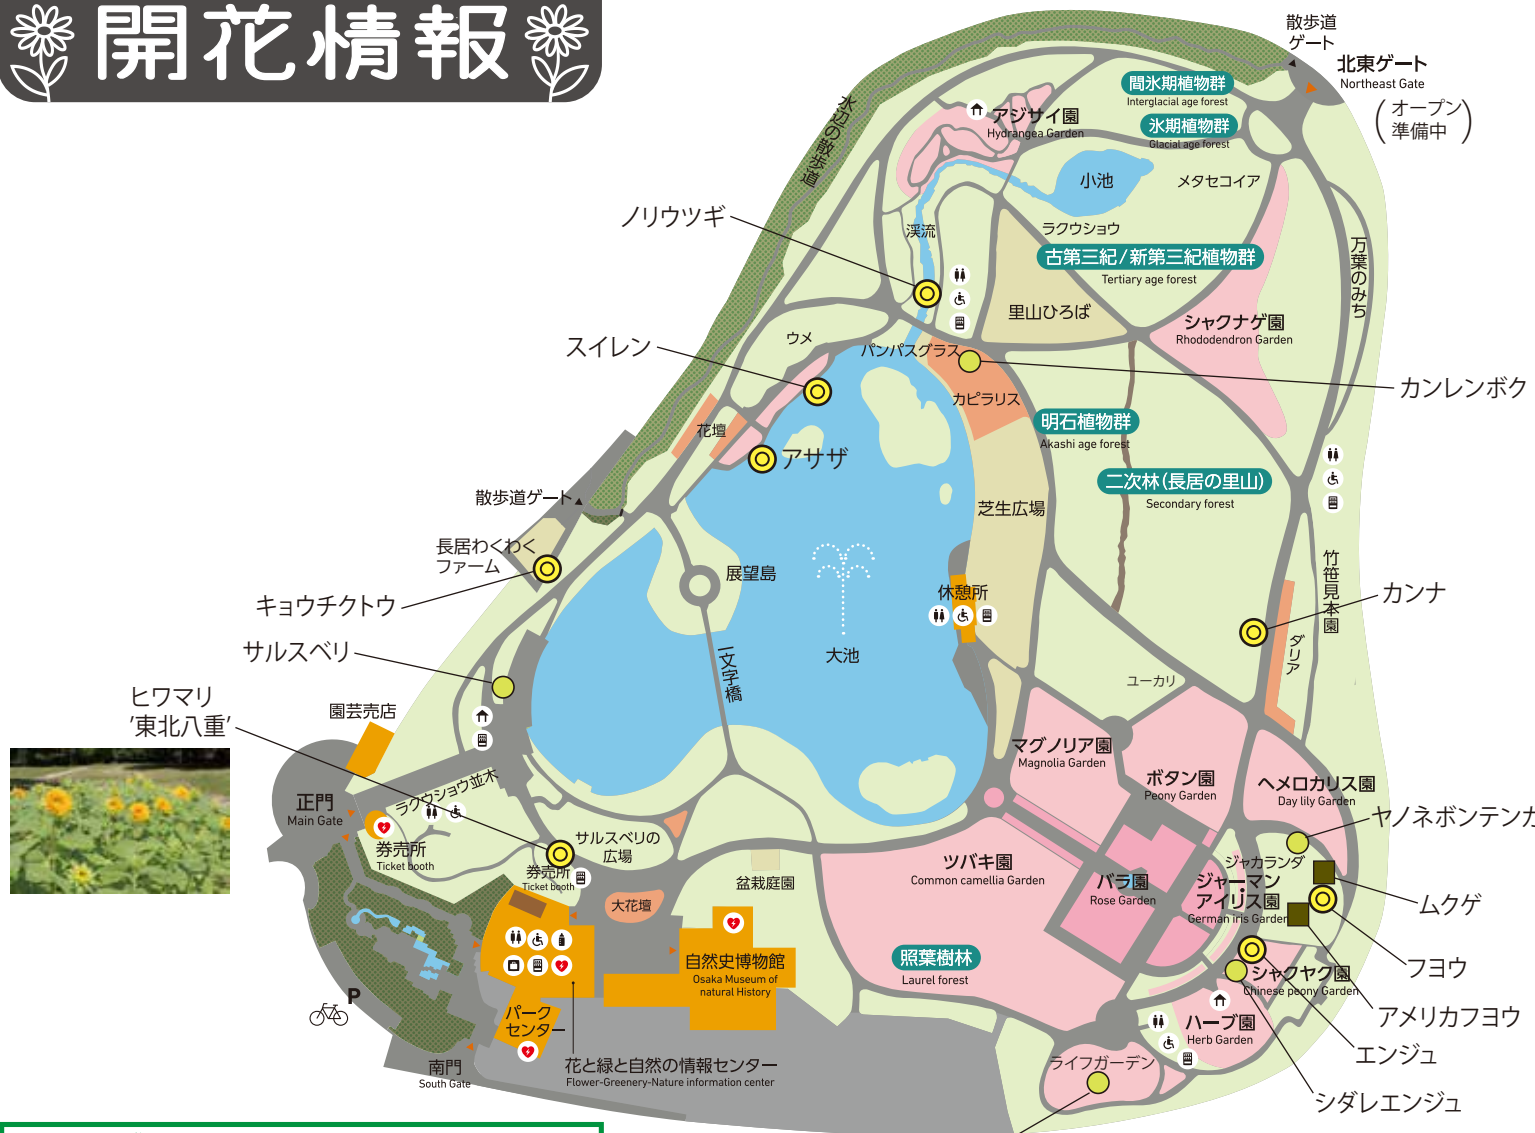 開花情報
散歩道
ゲート
北東ゲート
Northeast Gate
(オープン
準備中)
水辺の散歩道
アジサイ園
Hydrangea Garden
間氷期植物群
Interglacial age forest
氷期植物群
Glacial age forest
小池
メタセコイア
ノリウツギ
渓流
ラクウショウ
古第三紀/新第三紀植物群
Tertiary age forest
万葉のみち
里山ひろば
シャクナゲ園
Rhododendron Garden
スイレン
ウメ
パンパスグラス
カンレンボク
カピラリス
花壇
明石植物群
Akashi age forest
アサザ
二次林(長居の里山)
Secondary forest
散歩道ゲート
芝生広場
長居わくわく
ファーム
展望島
休憩所
竹笹見本園
カンナ
キョウチクトウ
サルスベリ
一文字橋
大池
ダリア
ユーカリ
ヒワマリ
'東北八重'
園芸売店
マグノリア園
Magnolia Garden
ボタン園
Peony Garden
ヘメロカリス園
Day lily Garden
正門
Main Gate
ラクウショウ並木
ヤノネボンテンカ
券売所
Ticket booth
サルスベリの
広場
券売所
Ticket booth
盆栽庭園
ツバキ園
Common camellia Garden
バラ園
Rose Garden
ジャカランダ
ジャーマン
アイリス園
German iris Garden
ムクゲ
大花壇
フヨウ
自然史博物館
Osaka Museum of
natural History
照葉樹林
Laurel forest
シャクヤク園
Chinese peony Garden
P
パーク
センター
ハーブ園
Herb Garden
アメリカフヨウ
エンジュ
南門
South Gate
花と緑と自然の情報センター
Flower-Greenery-Nature information center
ライフガーデン
シダレエンジュ